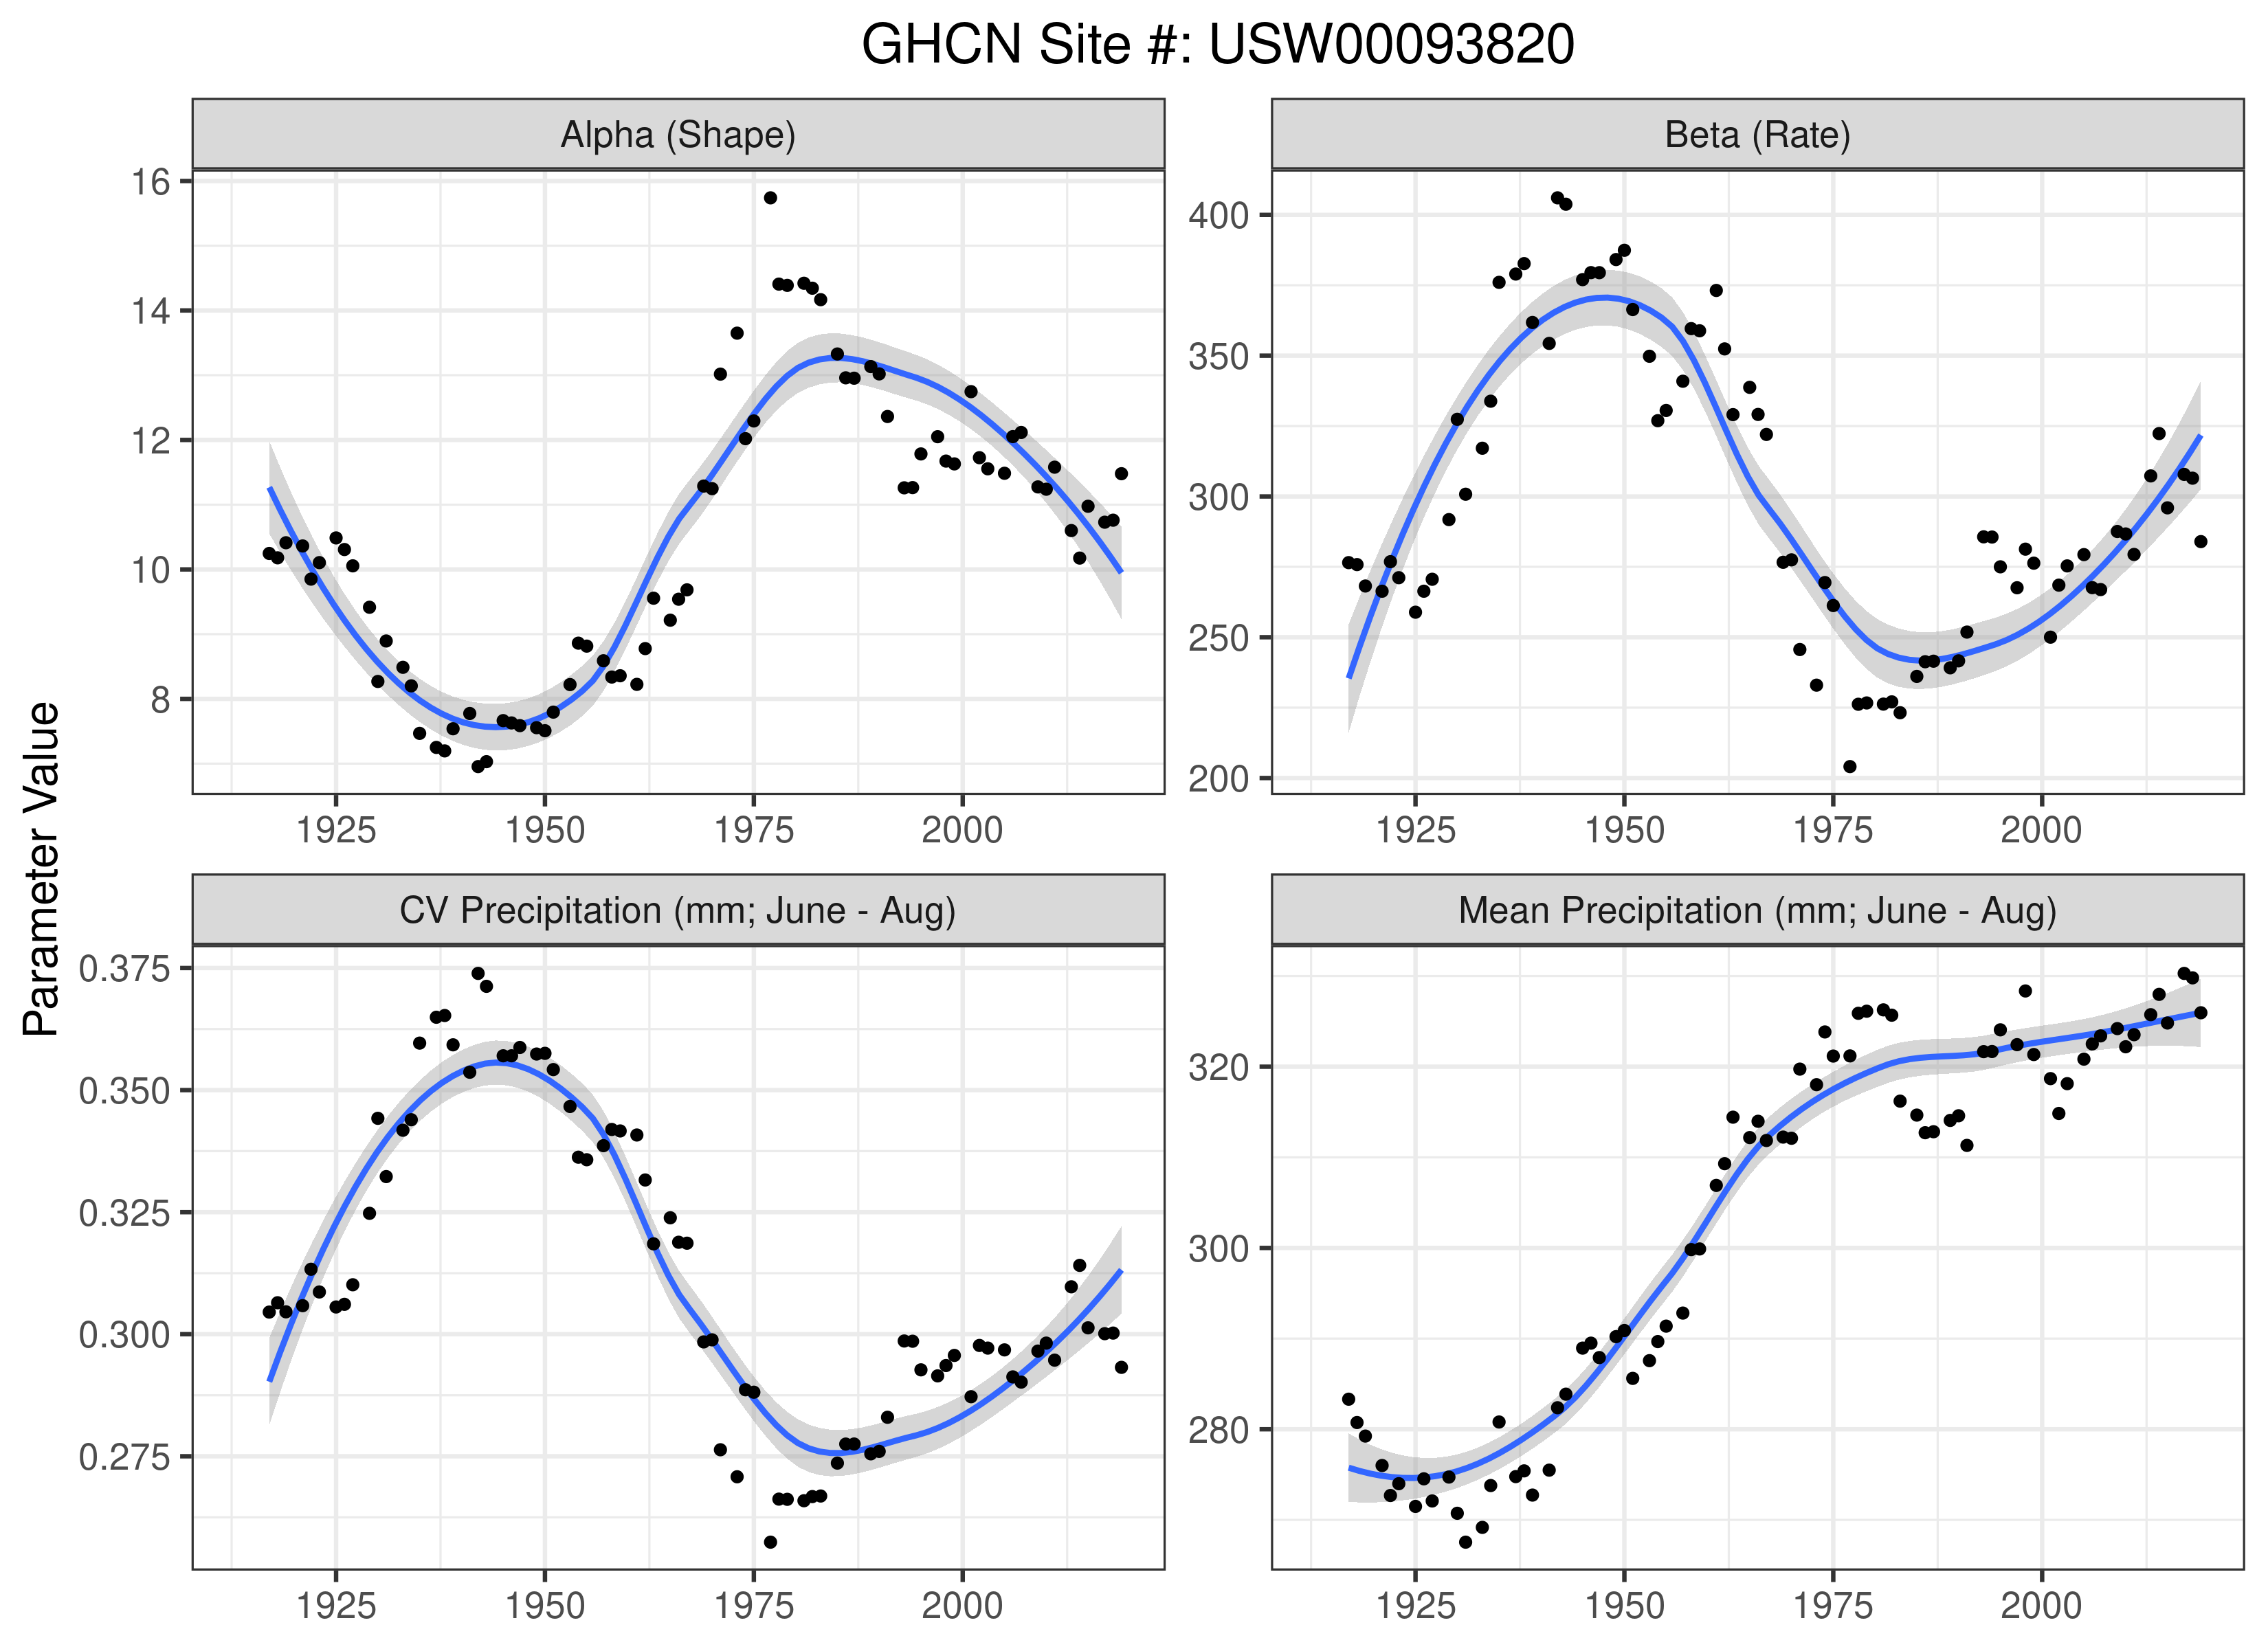 GHCN Site #: USW00093820
Parameter Value
Alpha (Shape)
16
14
12
10
8
1925 1950 1975 2000
Beta (Rate)
400
350
300
250
200
1925 1950 1975 2000
CV Precipitation (mm; June - Aug)
0.375
0.350
0.325
0.300
0.275
1925 1950 1975 2000
Mean Precipitation (mm; June - Aug)
320
300
280
1925 1950 1975 2000